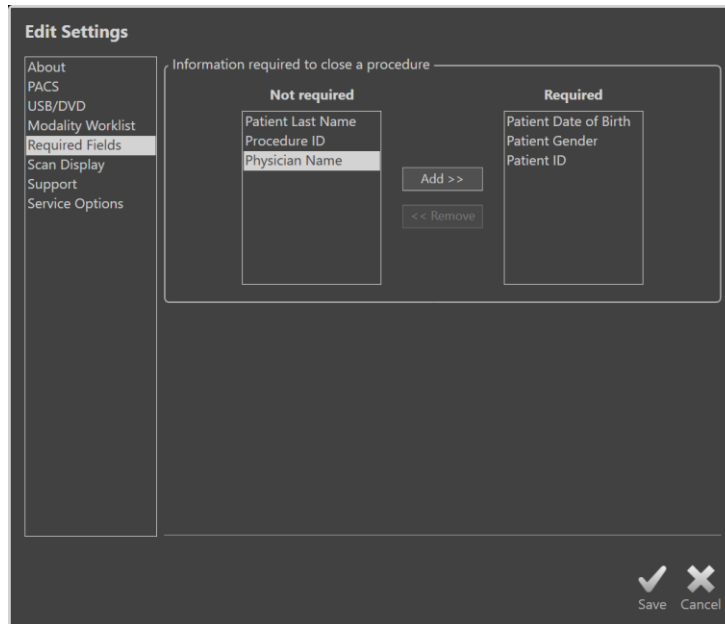 Edit Settings
About
PACS
USB/DVD
Modality Worklist
Required Fields
Scan Display
Support
Service Options
Information required to close a procedure
Not required
Patient Last Name
Procedure ID
Physician Name
Add >>
<< Remove
Required
Patient Date of Birth
Patient Gender
Patient ID
Save
Cancel